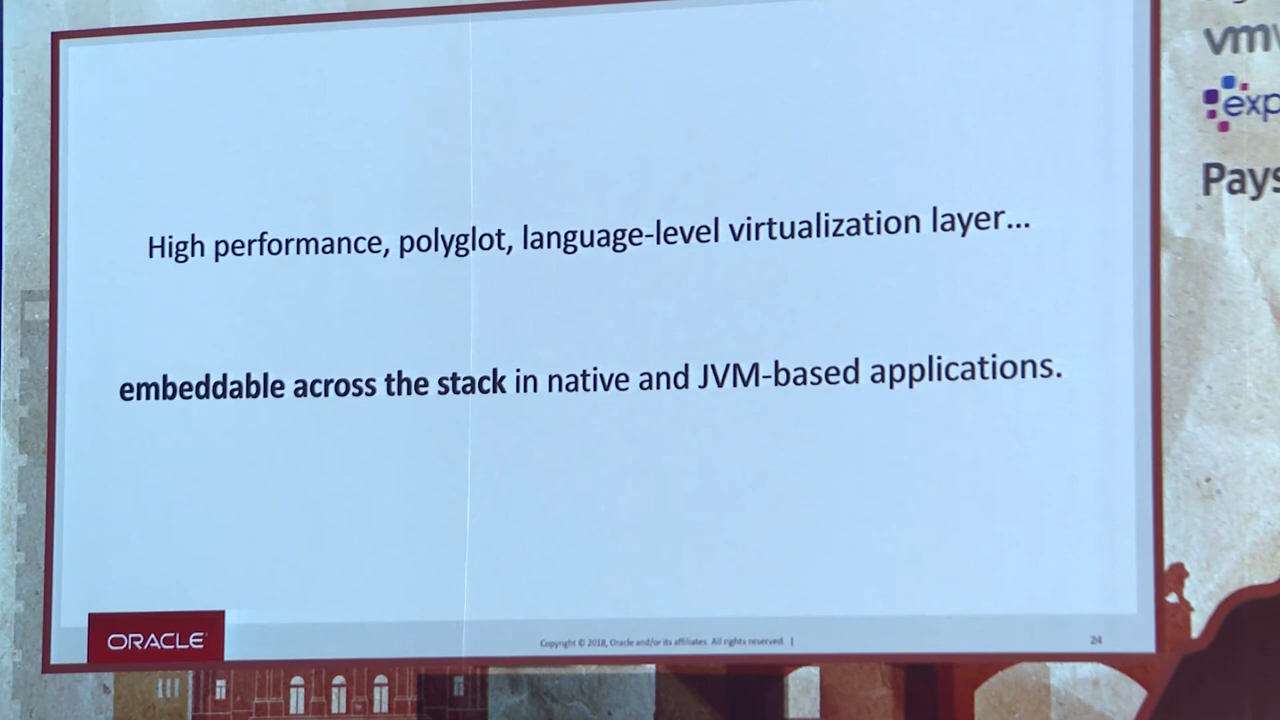 High performance, polyglot, language-level virtualization layer...
embeddable across the stack in native and JVM-based applications.
ORACLE
Copyright © 2018, Oracle and/or its affiliates. All rights reserved. |
24